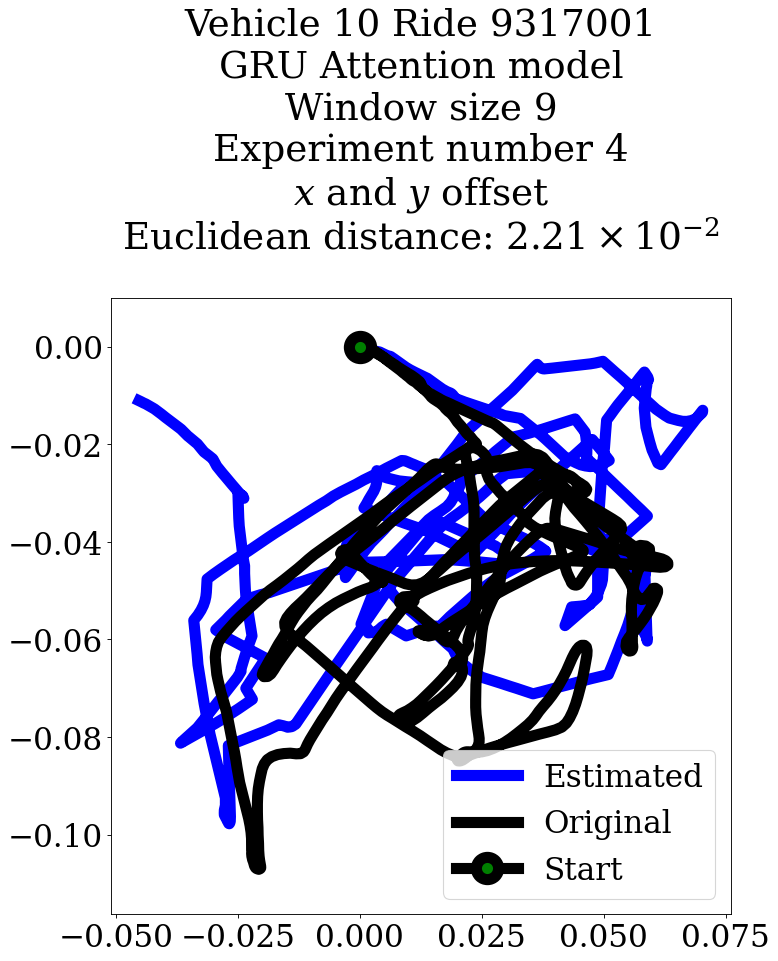 Vehicle 10 Ride 9317001
GRU Attention model
Window size 9
Experiment number 4
x and y offset
Euclidean distance: 2.21 × 10⁻²
0.00
−0.02
−0.04
−0.06
−0.08
−0.10
Estimated
Original
Start
−0.050 −0.025 0.000 0.025 0.050 0.075